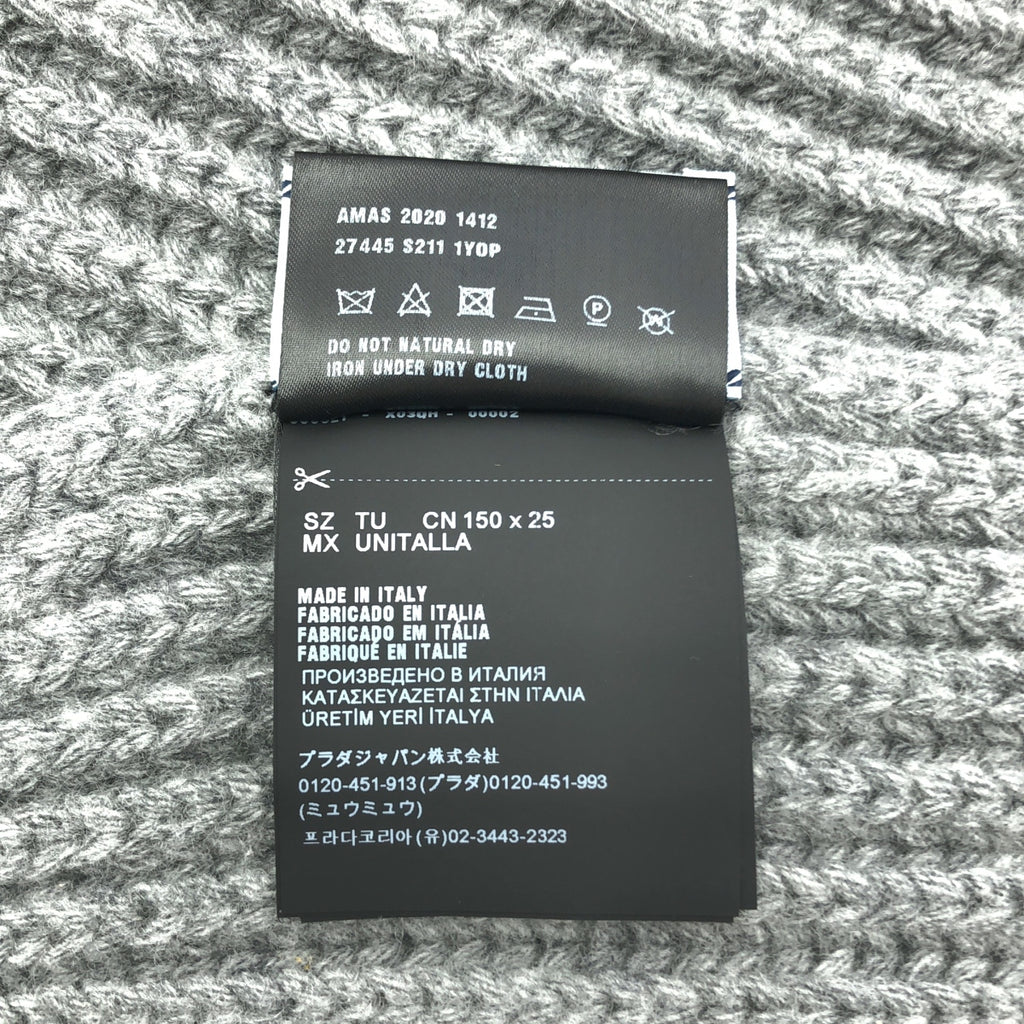 AMAS 2020 1412
27445 S211 1YOP
DO NOT NATURAL DRY
IRON UNDER DRY CLOTH
SZ TU CN 150 x 25
MX UNITALLA
MADE IN ITALY
FABRICADO EN ITALIA
FABRICADO EM ITÁLIA
FABRIQUÉ EN ITALIE
ПРОИЗВЕДЕНО В ИТАЛИЯ
ΚΑΤΑΣΚΕΥΑΖΕΤΑΙ ΣΤΗΝ ΙΤΑΛΙΑ
ÜRETİM YERİ İTALYA
プラダジャパン株式会社
0120-451-913(プラダ)0120-451-993
(ミュウミュウ)
프라다코리아(유)02-3443-2323